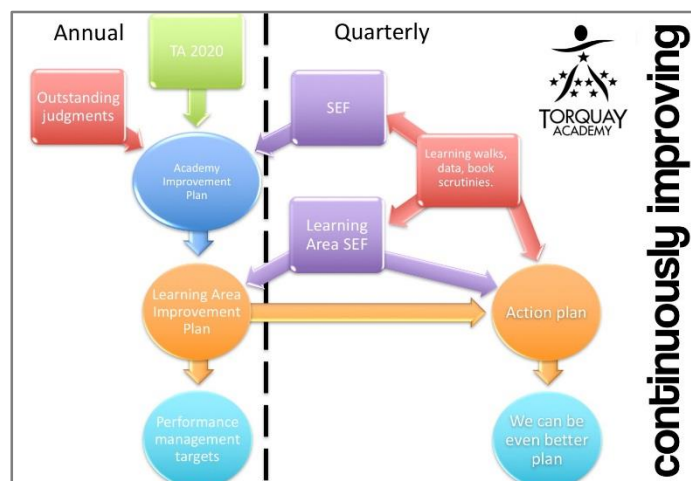 Annual
Quarterly
TA 2020
TORQUAY
ACADEMY
Outstanding
judgments
SEF
Academy
Improvement
Plan
Learning walks,
data, book
scrutinies.
Learning
Area SEF
Learning Area
Improvement
Plan
Action plan
Performance
management
targets
We can be
even better
plan
continuously improving